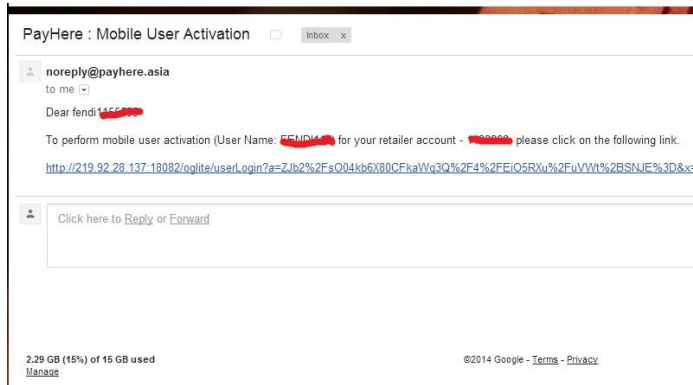 PayHere : Mobile User Activation
Inbox x
noreply@payhere.asia
to me
Dear fendi
To perform mobile user activation (User Name: for your retailer account - please click on the following link.
http://219.92.28.137:18082/oglite/userLogin?a=ZJb2%2FsO04kb6X80CFkaWq3Q%2F4%2FEiO5RXu%2FuVWt%2BSNJE%3D&x=
Click here to Reply or Forward
2.29 GB (15%) of 15 GB used
©2014 Google - Terms - Privacy
Manage